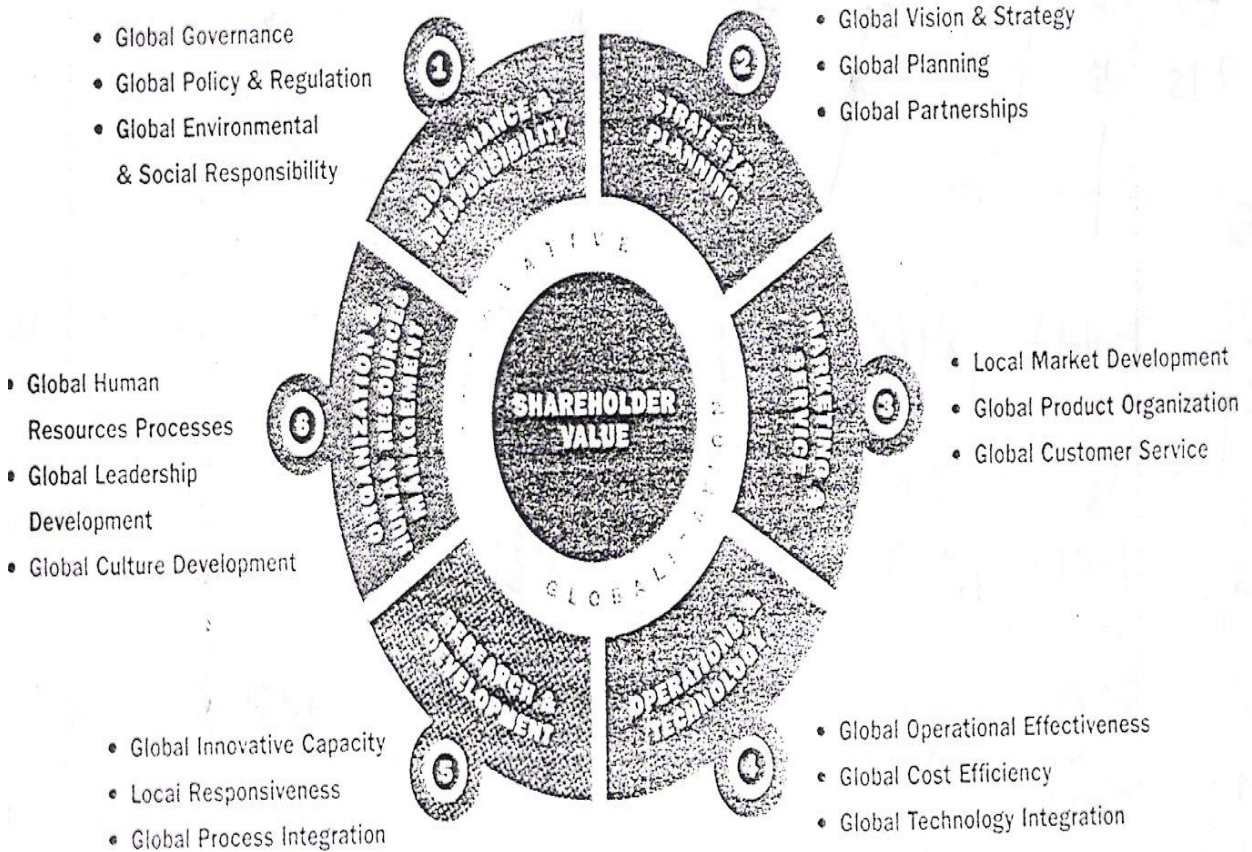 • Global Governance
• Global Policy & Regulation
• Global Environmental
& Social Responsibility
1
GOVERNANCE &
RESPONSIBILITY
2
STRATEGY &
PLANNING
• Global Vision & Strategy
• Global Planning
• Global Partnerships
3
MARKETING &
SERVICE
• Local Market Development
• Global Product Organization
• Global Customer Service
4
OPERATIONS &
TECHNOLOGY
• Global Operational Effectiveness
• Global Cost Efficiency
• Global Technology Integration
5
RESEARCH &
DEVELOPMENT
• Global Innovative Capacity
• Local Responsiveness
• Global Process Integration
6
ORGANIZATION &
HUMAN RESOURCES
MANAGEMENT
• Global Human
Resources Processes
• Global Leadership
Development
• Global Culture Development
SHAREHOLDER
VALUE